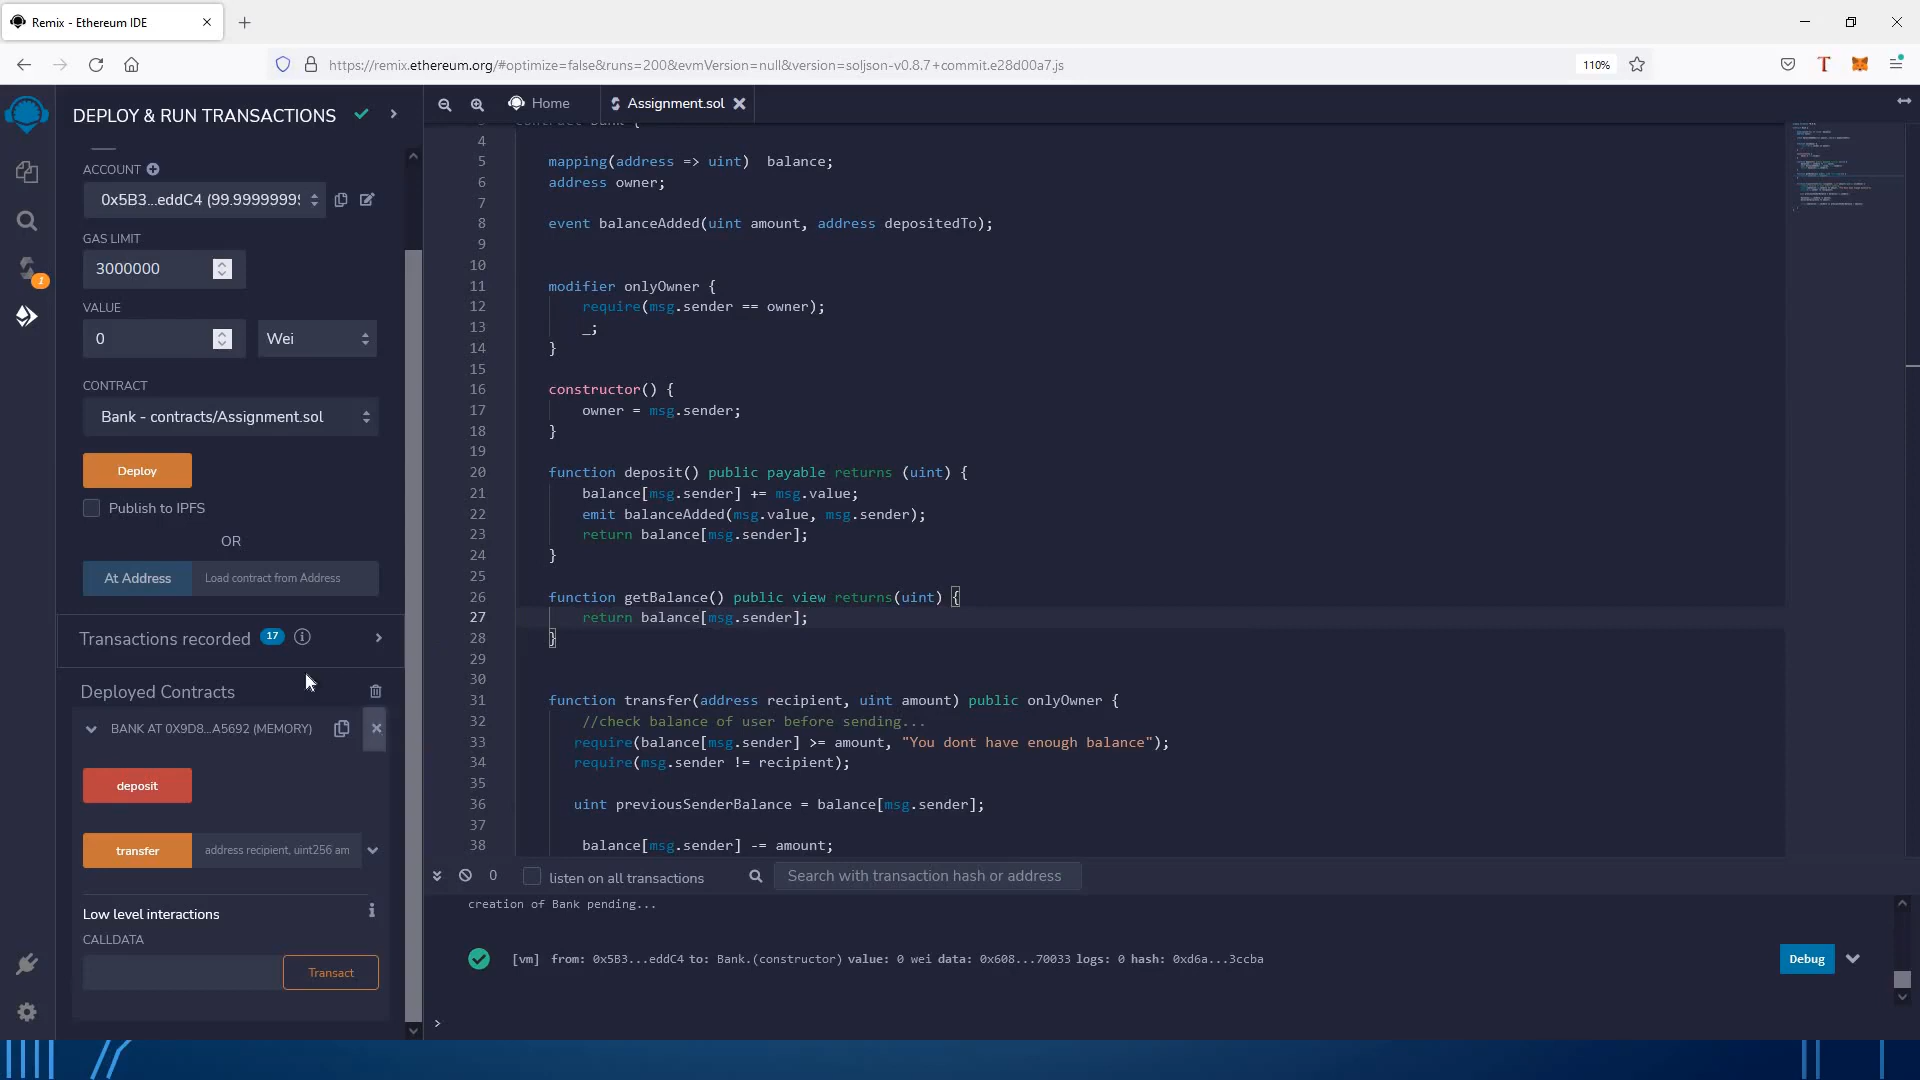 Remix - Ethereum IDE
https://remix.ethereum.org/#optimize=false&runs=200&evmVersion=null&version=soljson-v0.8.7+commit.e28d00a7.js
110%
DEPLOY & RUN TRANSACTIONS
ACCOUNT
0x5B3...eddC4 (99.9999999
GAS LIMIT
3000000
VALUE
0
Wei
CONTRACT
Bank - contracts/Assignment.sol
Deploy
Publish to IPFS
OR
At Address
Load contract from Address
Transactions recorded 17
Deployed Contracts
BANK AT 0X9D8...A5692 (MEMORY)
deposit
transfer
address recipient, uint256 am
Low level interactions
CALLDATA
Transact
1
Home
Assignment.sol
4
5 mapping(address => uint)  balance;
6 address owner;
7
8 event balanceAdded(uint amount, address depositedTo);
9
10
11 modifier onlyOwner {
12 require(msg.sender == owner);
13 _;
14 }
15
16 constructor() {
17 owner = msg.sender;
18 }
19
20 function deposit() public payable returns (uint) {
21 balance[msg.sender] += msg.value;
22 emit balanceAdded(msg.value, msg.sender);
23 return balance[msg.sender];
24 }
25
26 function getBalance() public view returns(uint) {
27 return balance[msg.sender];
28 }
29
30
31 function transfer(address recipient, uint amount) public onlyOwner {
32 //check balance of user before sending...
33 require(balance[msg.sender] >= amount, "You dont have enough balance");
34 require(msg.sender != recipient);
35
36 uint previousSenderBalance = balance[msg.sender];
37
38 balance[msg.sender] -= amount;
0
listen on all transactions
Search with transaction hash or address
creation of Bank pending...
[vm] from: 0x5B3...eddC4 to: Bank.(constructor) value: 0 wei data: 0x608...70033 logs: 0 hash: 0xd6a...3ccba
Debug
>